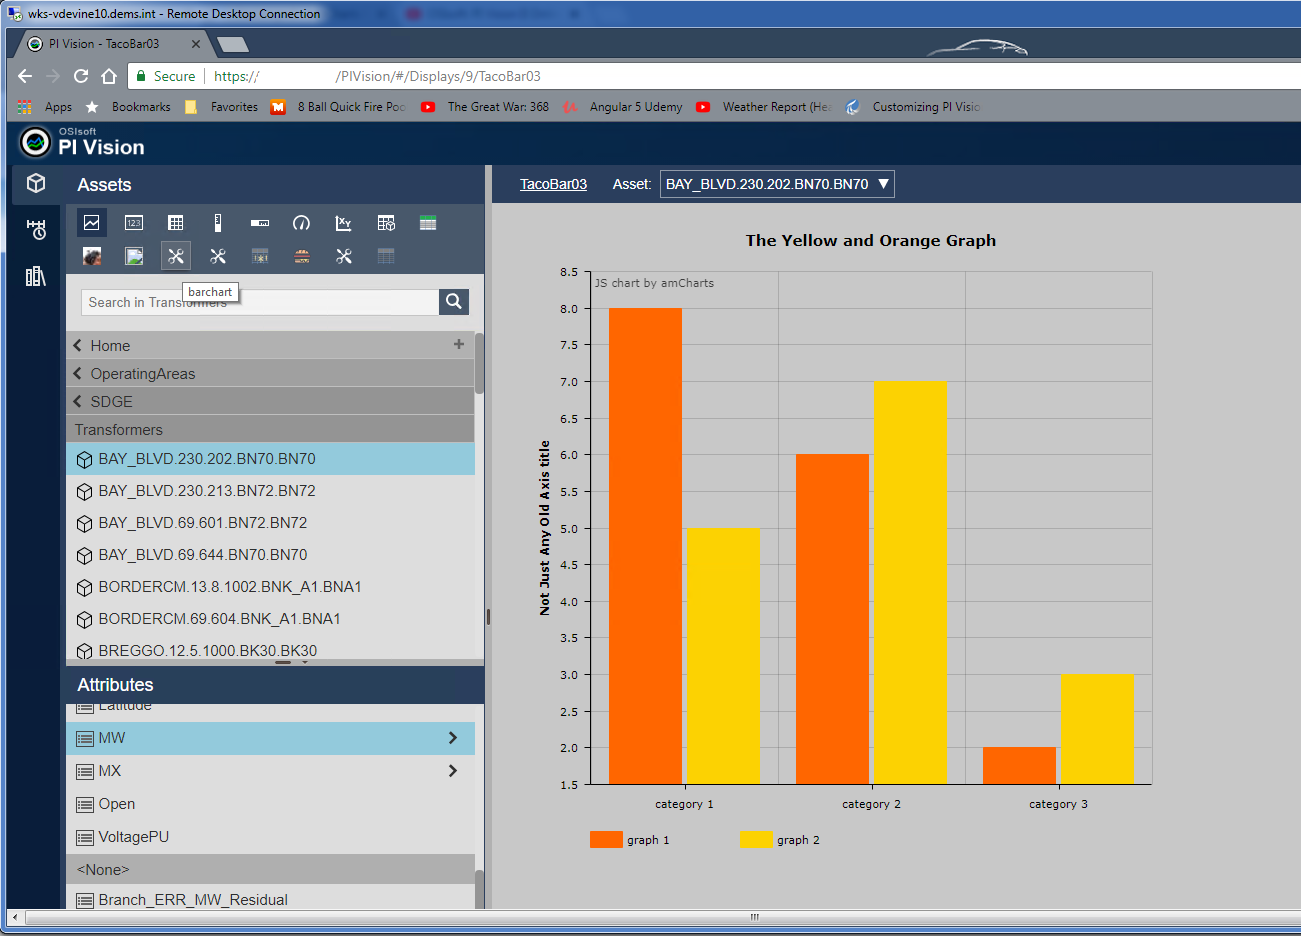 wks-vdevine10.dems.int - Remote Desktop Connection
PI Vision - TacoBar03
Secure https:// /PIVision/#/Displays/9/TacoBar03
Apps Bookmarks Favorites 8 Ball Quick Fire Poo The Great War: 368 Angular 5 Udemy Weather Report (Hea Customizing PI Visio
OSIsoft
PI Vision
Assets
TacoBar03 Asset: BAY_BLVD.230.202.BN70.BN70
123
XY
barchart
Search in Transformers
Home
OperatingAreas
SDGE
Transformers
BAY_BLVD.230.202.BN70.BN70
BAY_BLVD.230.213.BN72.BN72
BAY_BLVD.69.601.BN72.BN72
BAY_BLVD.69.644.BN70.BN70
BORDERCM.13.8.1002.BNK_A1.BNA1
BORDERCM.69.604.BNK_A1.BNA1
BREGGO.12.5.1000.BK30.BK30
Attributes
Latitude
MW
MX
Open
VoltagePU
<None>
Branch_ERR_MW_Residual
The Yellow and Orange Graph
JS chart by amCharts
Not Just Any Old Axis title
8.5
8.0
7.5
7.0
6.5
6.0
5.5
5.0
4.5
4.0
3.5
3.0
2.5
2.0
1.5
category 1 category 2 category 3
graph 1 graph 2